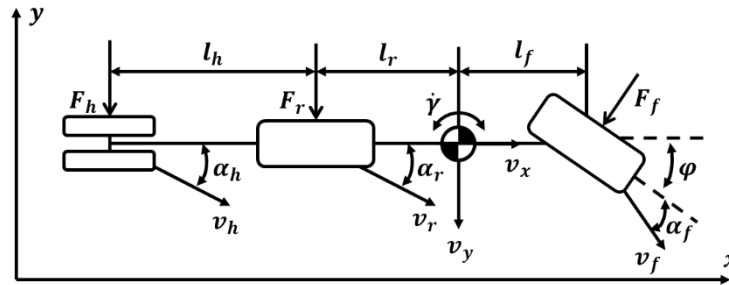 y
l_h l_r l_f
F_h F_r γ̇ F_f
α_h α_r v_x φ
v_h v_r v_y α_f
v_f
x